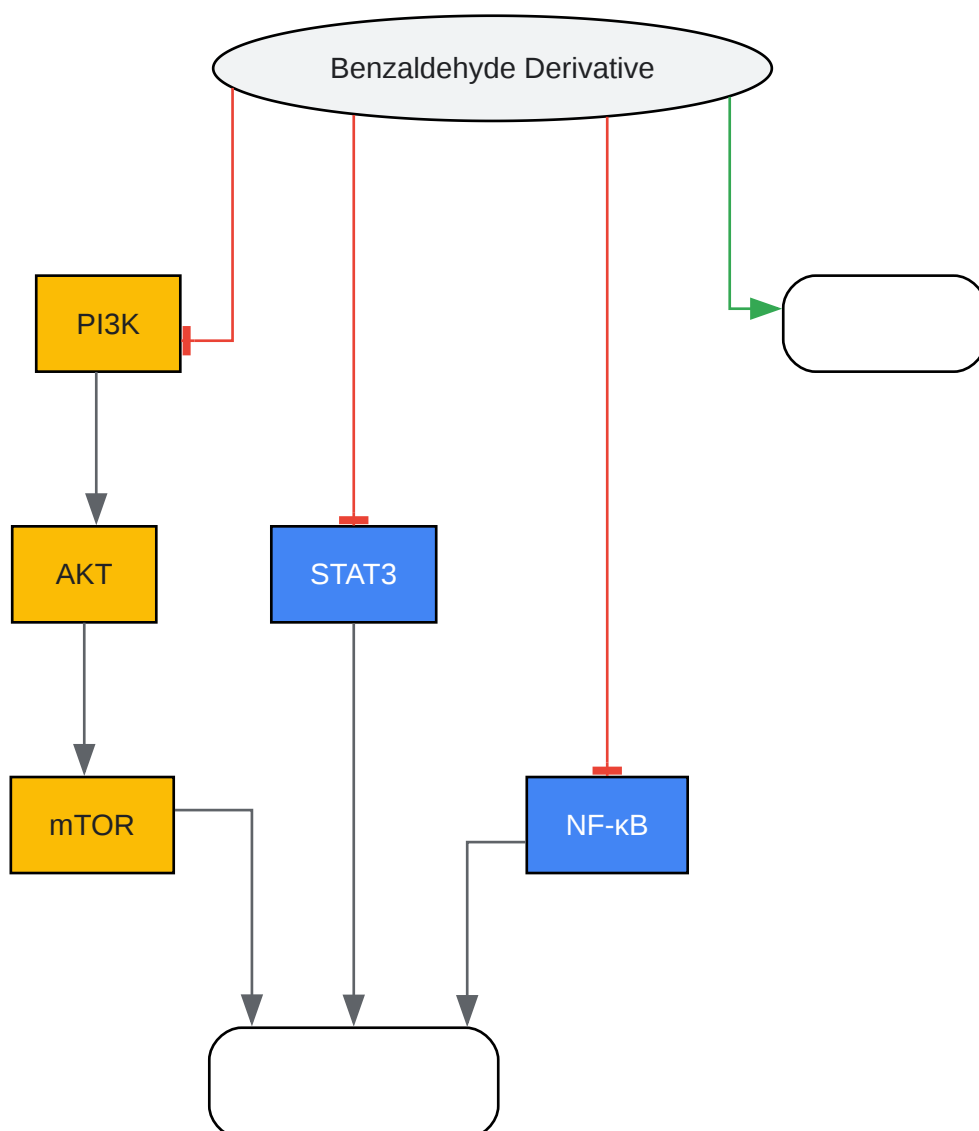 Benzaldehyde Derivative
PI3K
AKT
STAT3
mTOR
NF-κB